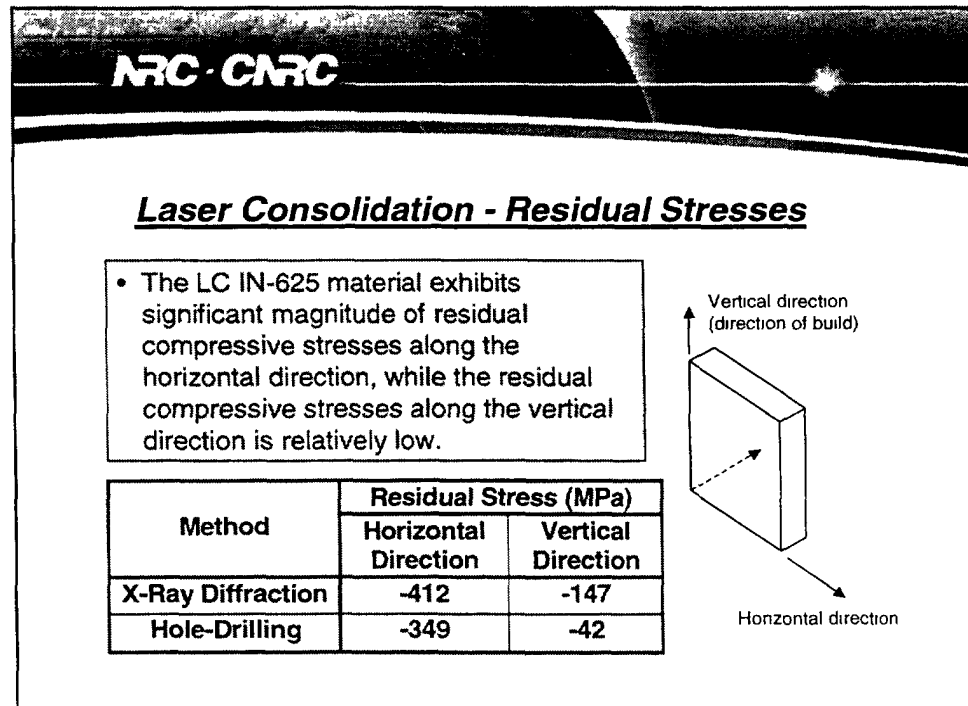 NRC · CNRC
Laser Consolidation - Residual Stresses
• The LC IN-625 material exhibits
significant magnitude of residual
compressive stresses along the
horizontal direction, while the residual
compressive stresses along the vertical
direction is relatively low.
Vertical direction
(direction of build)
Method
Residual Stress (MPa)
Horizontal Direction
Vertical Direction
X-Ray Diffraction -412 -147
Hole-Drilling -349 -42
Horizontal direction